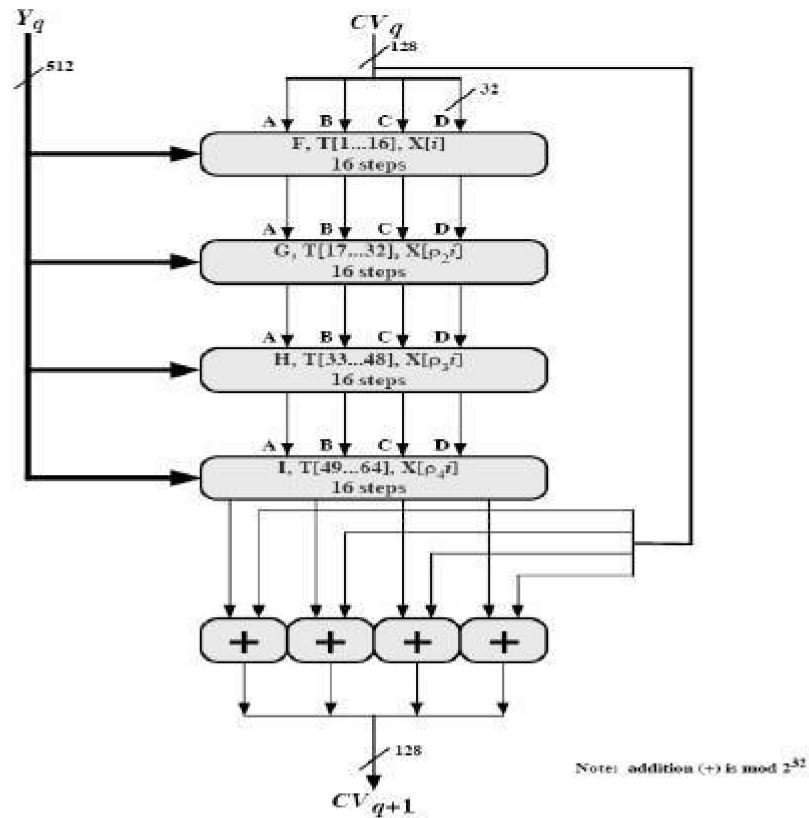 Yq CVq
512 128
32
A B C D
F, T[1...16], X[i]
16 steps
A B C D
G, T[17...32], X[ρ2i]
16 steps
A B C D
H, T[33...48], X[ρ3i]
16 steps
A B C D
I, T[49...64], X[ρ4i]
16 steps
+ + + +
128
Note: addition (+) is mod 2^32
CVq+1